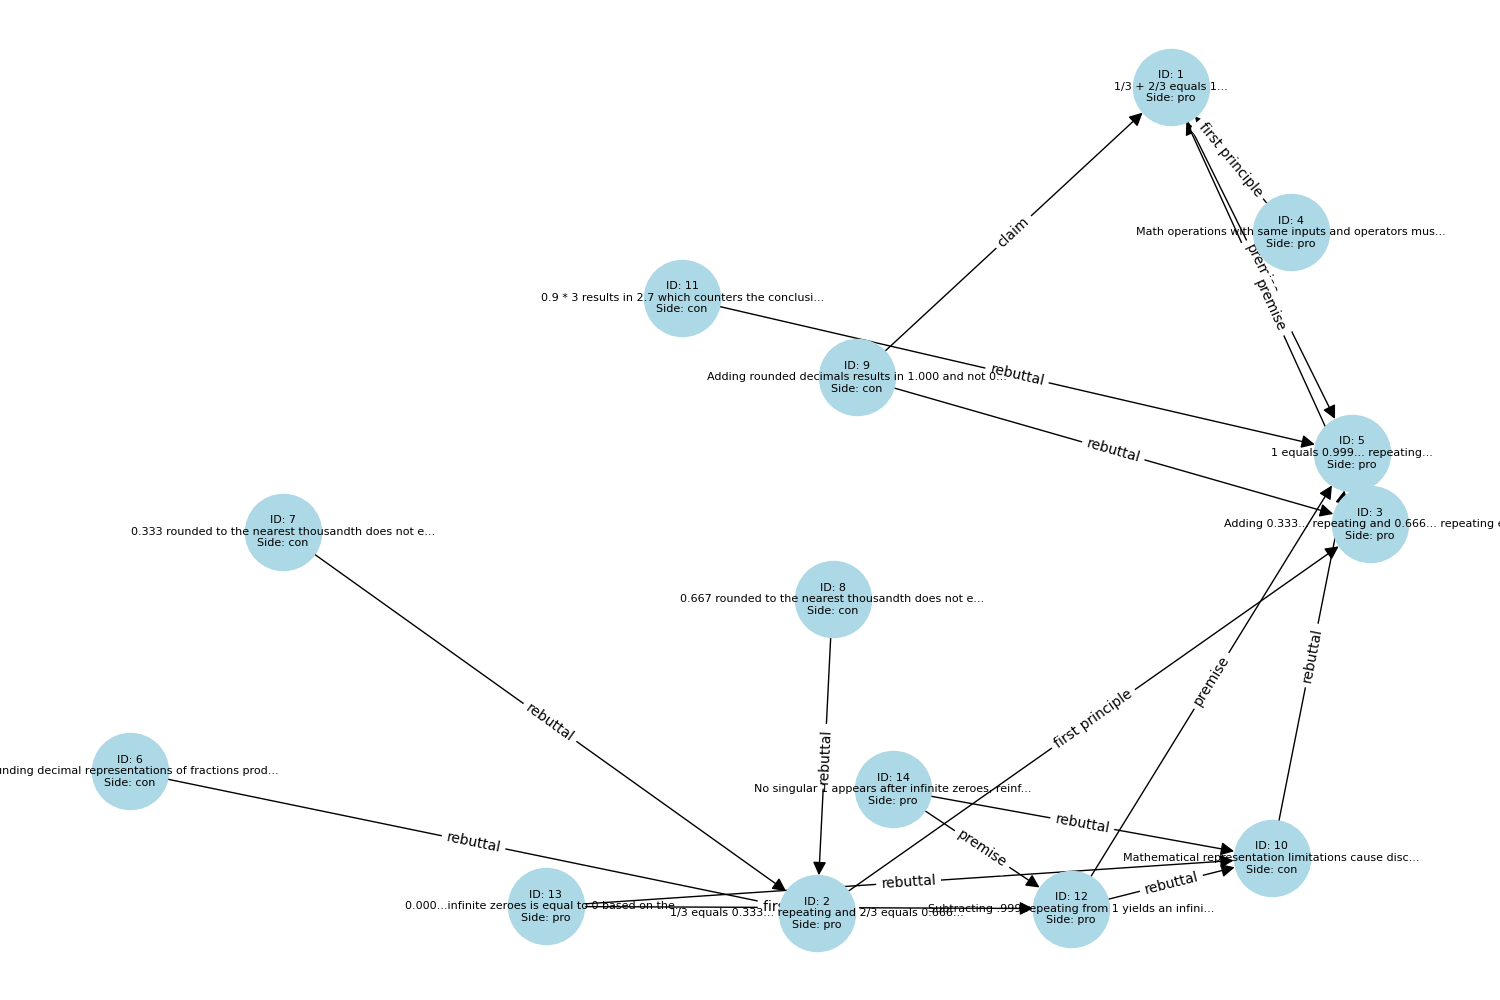 ID: 1
1/3 + 2/3 equals 1...
Side: pro
first principle
ID: 4
Math operations with same inputs and operators mus...
Side: pro
claim
premise
ID: 11
0.9 * 3 results in 2.7 which counters the conclusi...
Side: con
ID: 9
Adding rounded decimals results in 1.000 and not 0...
Side: con
rebuttal
rebuttal
ID: 5
1 equals 0.999... repeating...
Side: pro
ID: 3
Adding 0.333... repeating and 0.666... repeating
Side: pro
ID: 7
0.333 rounded to the nearest thousandth does not e...
Side: con
ID: 8
0.667 rounded to the nearest thousandth does not e...
Side: con
rebuttal
premise
first principle
rebuttal
rebuttal
ID: 6
decimal representations of fractions prod...
Side: con
ID: 14
No singular 1 appears after infinite zeroes, reinf...
Side: pro
rebuttal
premise
rebuttal
ID: 10
Mathematical representation limitations cause disc...
Side: con
rebuttal
rebuttal
ID: 13
0.000...infinite zeroes is equal to 0 based on the
Side: pro
ID: 2
1/3 equals 0.333... repeating and 2/3 equals 0.666...
Side: pro
ID: 12
Subtracting .999 repeating from 1 yields an infini...
Side: pro